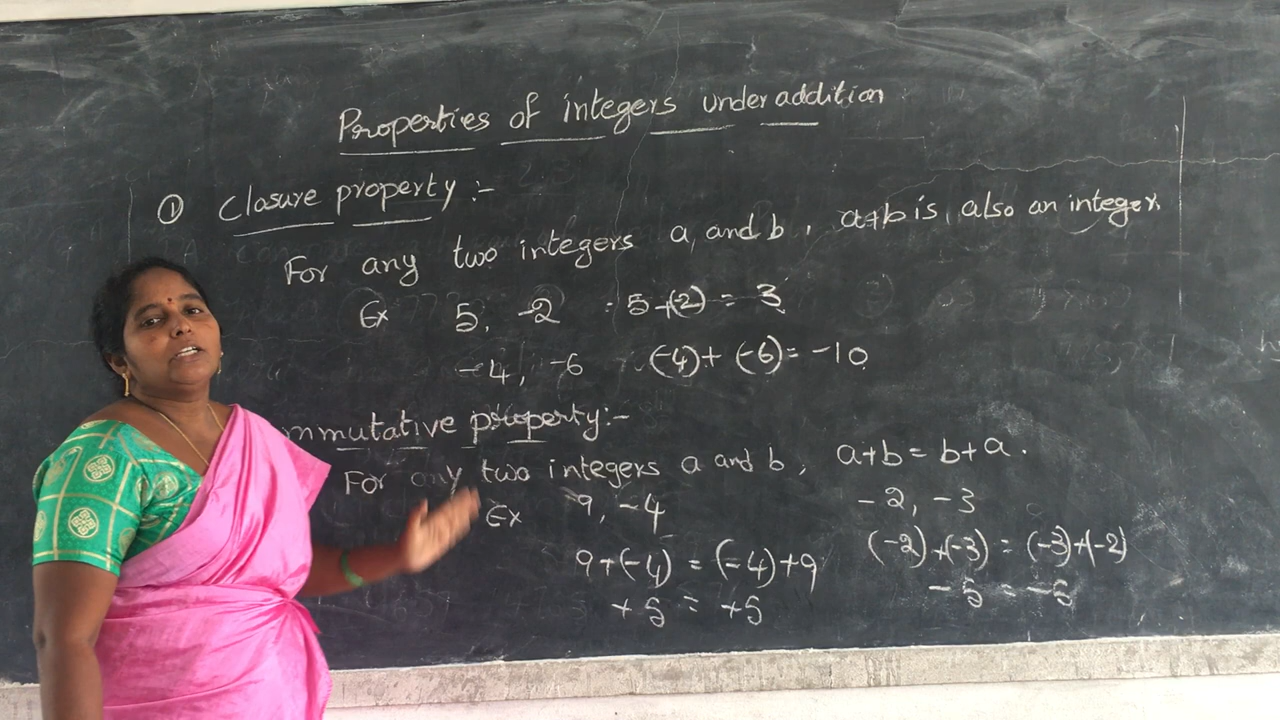 Properties of integers under addition
① Closure property :-
For any two integers a and b, a+b is also an integer.
Ex 5, -2 : 5+(-2) = 3
-4, -6 (-4)+(-6)= -10
mmutative property:-
For any two integers a and b, a+b = b+a.
Ex 9, -4 -2, -3
9+(-4) = (-4)+9 (-2)+(-3) = (-3)+(-2)
+5 = +5 -5 = -5